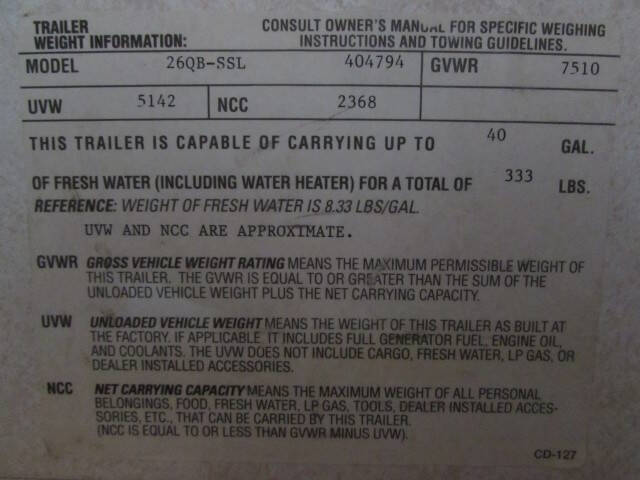 TRAILER CONSULT OWNER'S MANUAL FOR SPECIFIC WEIGHING
WEIGHT INFORMATION: INSTRUCTIONS AND TOWING GUIDELINES.
MODEL 26QB-SSL 404794 GVWR 7510
UVW 5142 NCC 2368
THIS TRAILER IS CAPABLE OF CARRYING UP TO 40 GAL.
OF FRESH WATER (INCLUDING WATER HEATER) FOR A TOTAL OF 333 LBS.
REFERENCE: WEIGHT OF FRESH WATER IS 8.33 LBS/GAL.
UVW AND NCC ARE APPROXTMATE.
GVWR GROSS VEHICLE WEIGHT RATING MEANS THE MAXIMUM PERMISSIBLE WEIGHT OF
THIS TRAILER. THE GVWR IS EQUAL TO OR GREATER THAN THE SUM OF THE
UNLOADED VEHICLE WEIGHT PLUS THE NET CARRYING CAPACITY.
UVW UNLOADED VEHICLE WEIGHT MEANS THE WEIGHT OF THIS TRAILER AS BUILT AT
THE FACTORY. IF APPLICABLE IT INCLUDES FULL GENERATOR FUEL, ENGINE OIL,
AND COOLANTS. THE UVW DOES NOT INCLUDE CARGO, FRESH WATER, LP GAS, OR
DEALER INSTALLED ACCESSORIES.
NCC NET CARRYING CAPACITY MEANS THE MAXIMUM WEIGHT OF ALL PERSONAL
BELONGINGS, FOOD, FRESH WATER, LP GAS, TOOLS, DEALER INSTALLED ACCES-
SORIES, ETC., THAT CAN BE CARRIED BY THIS TRAILER.
(NCC IS EQUAL TO OR LESS THAN GVWR MINUS UVW).
CD-127